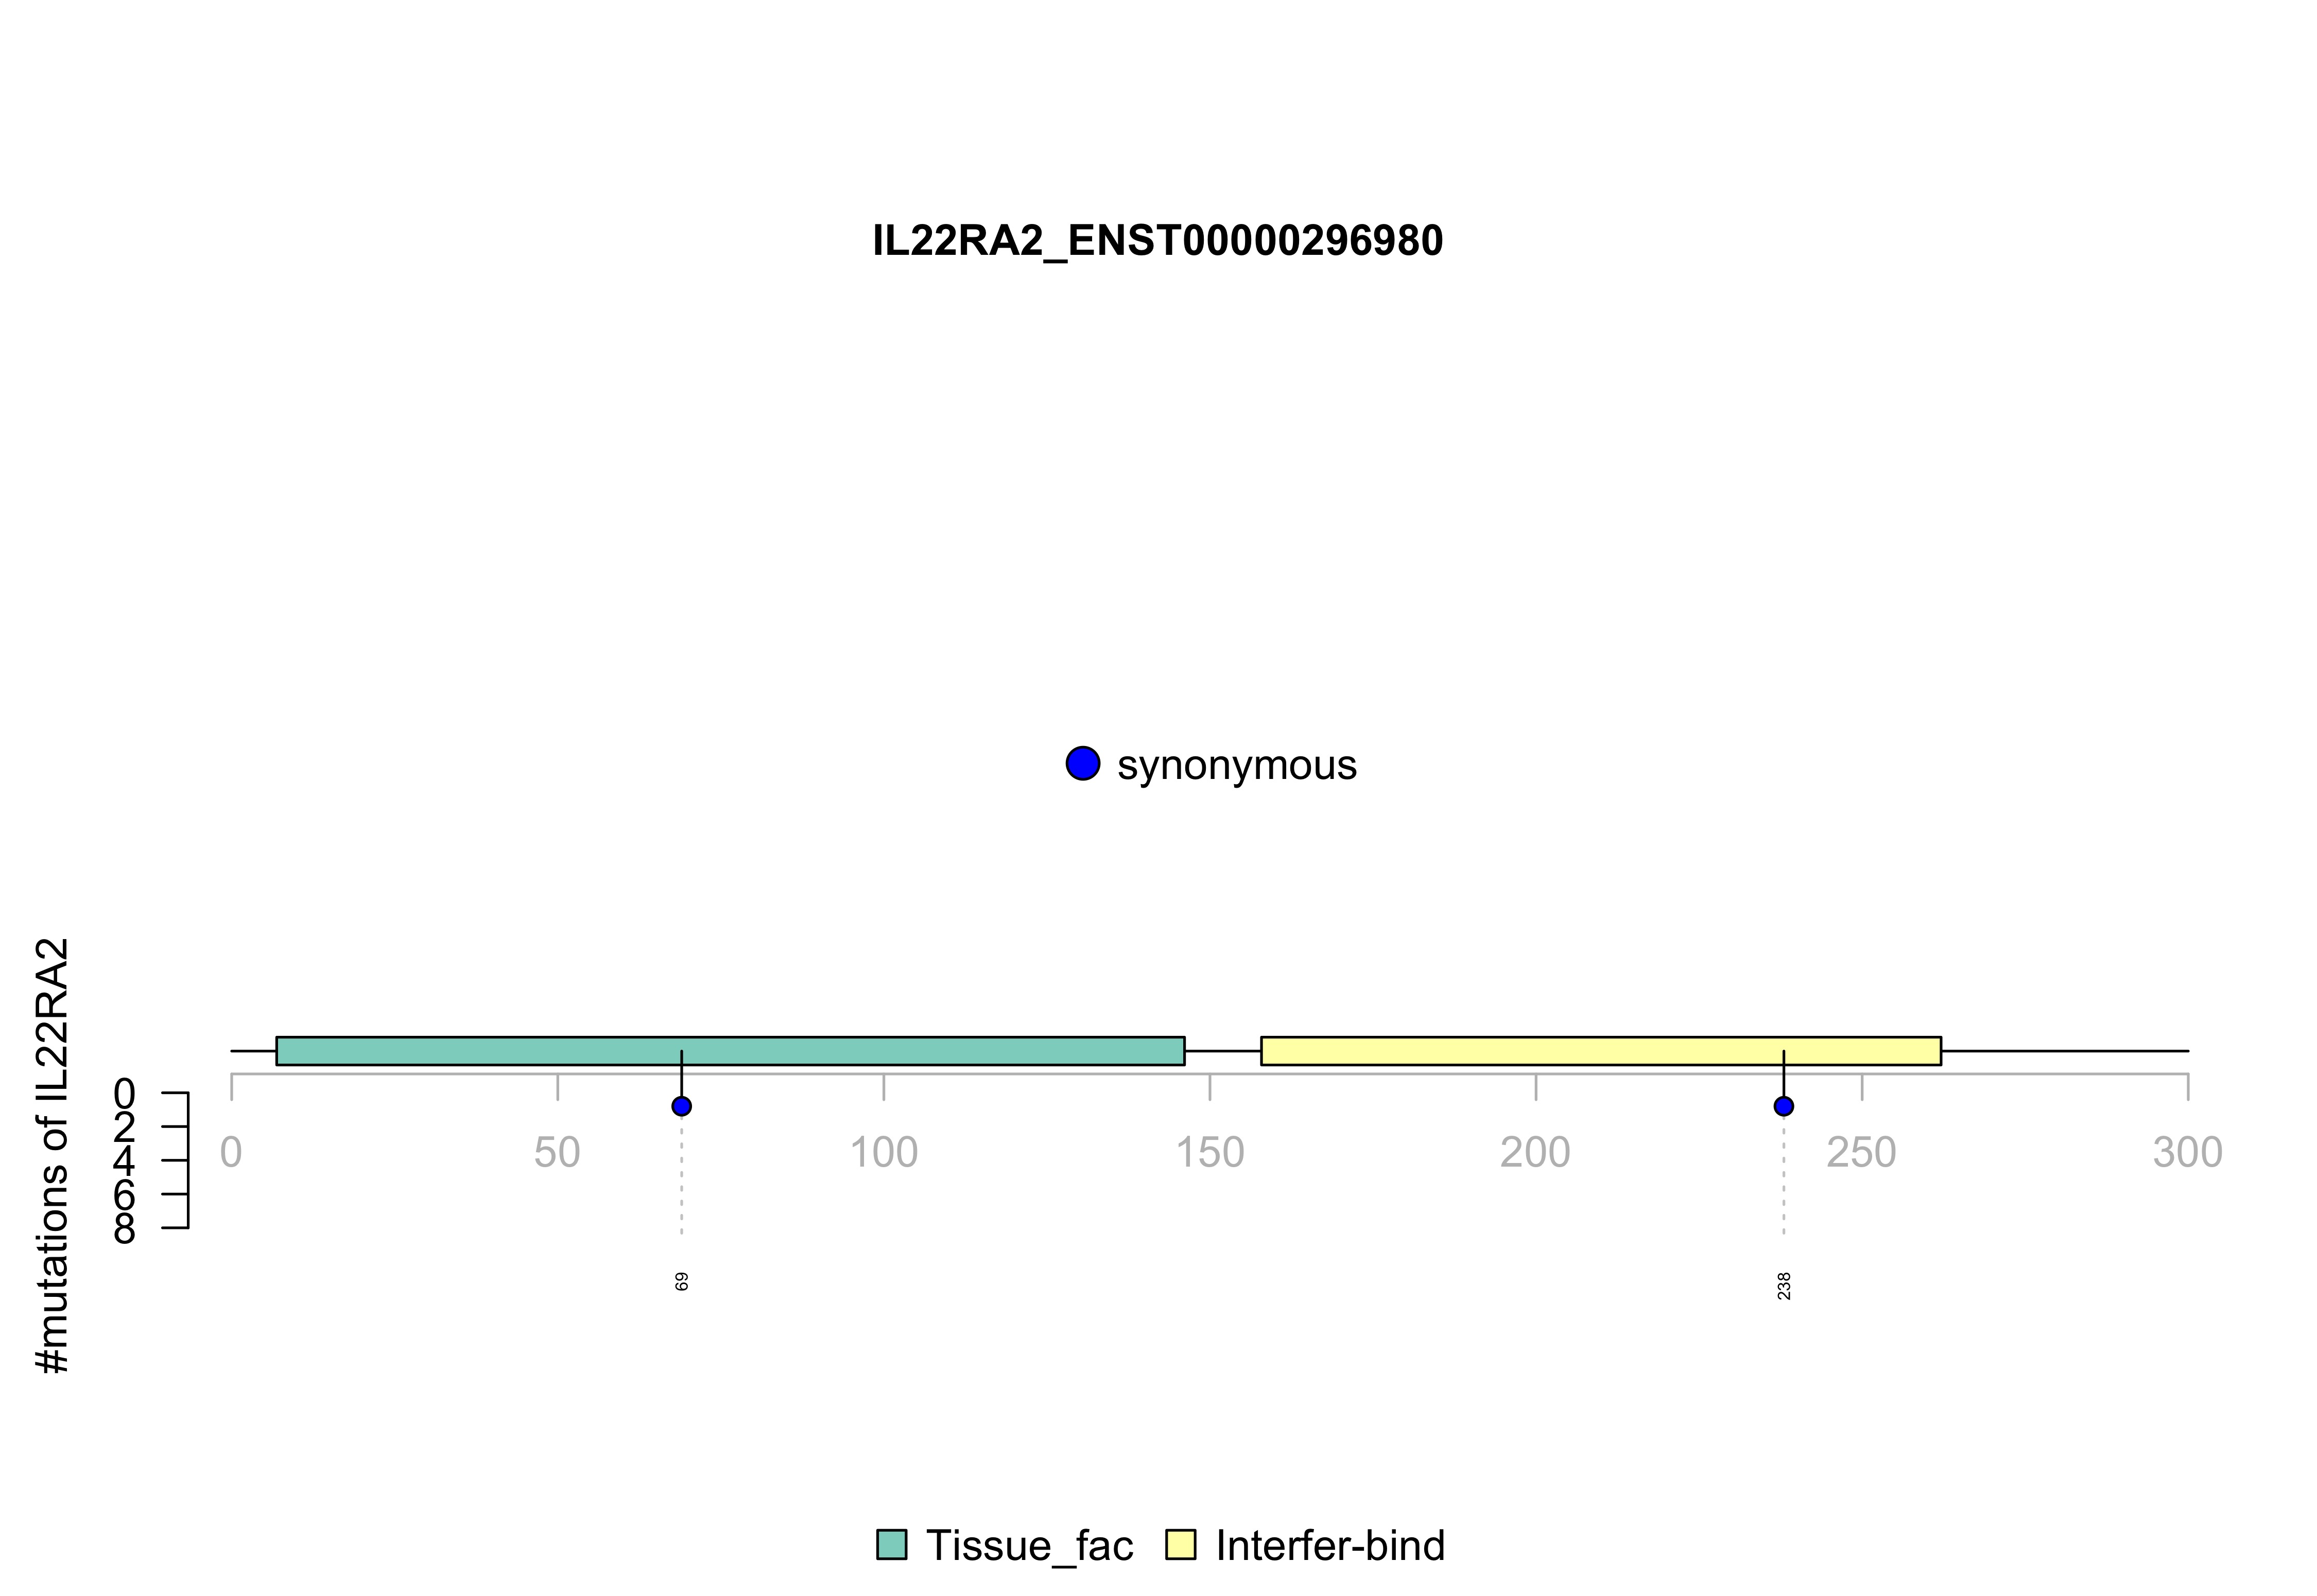 IL22RA2_ENST00000296980
synonymous
#mutations of IL22RA2
0
2
4
6
8
0 50 100 150 200 250 300
69 238
Tissue_fac Interfer-bind